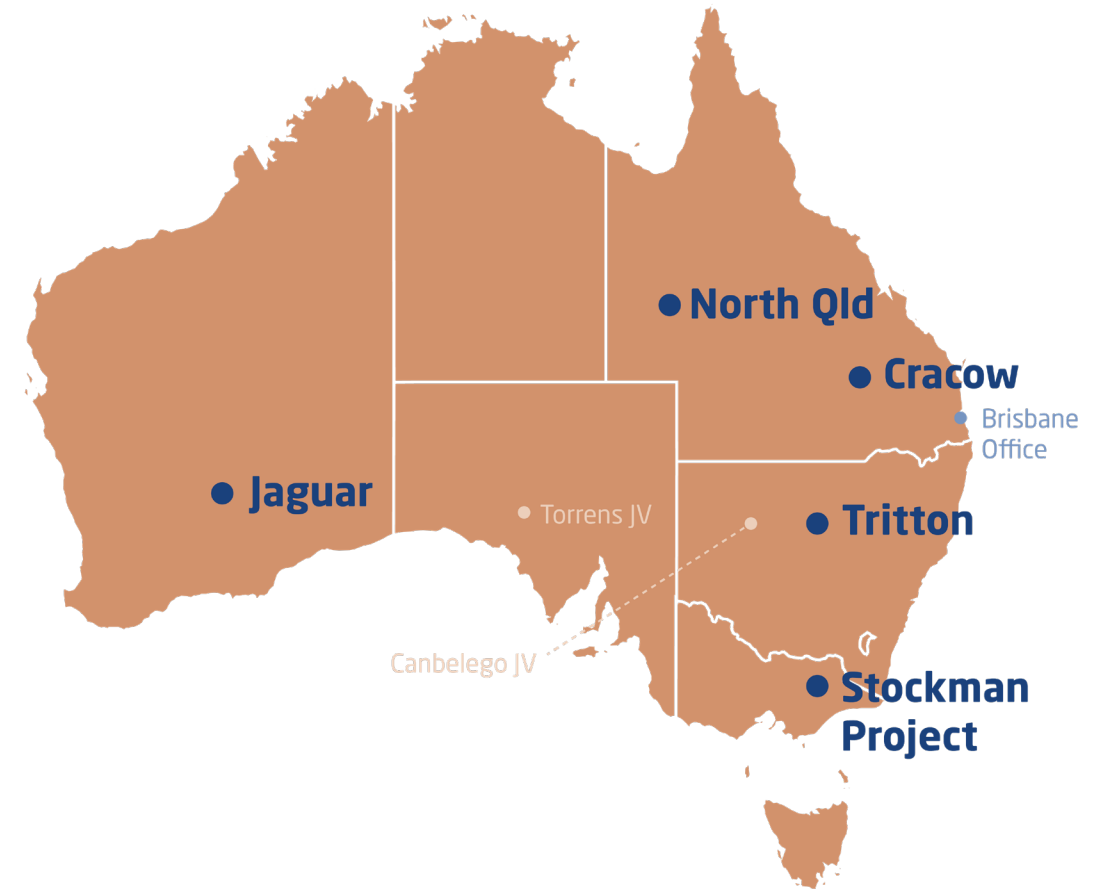 North Qld
Cracow
Brisbane
Office
Jaguar
Torrens JV
Tritton
Canbelego JV
Stockman
Project